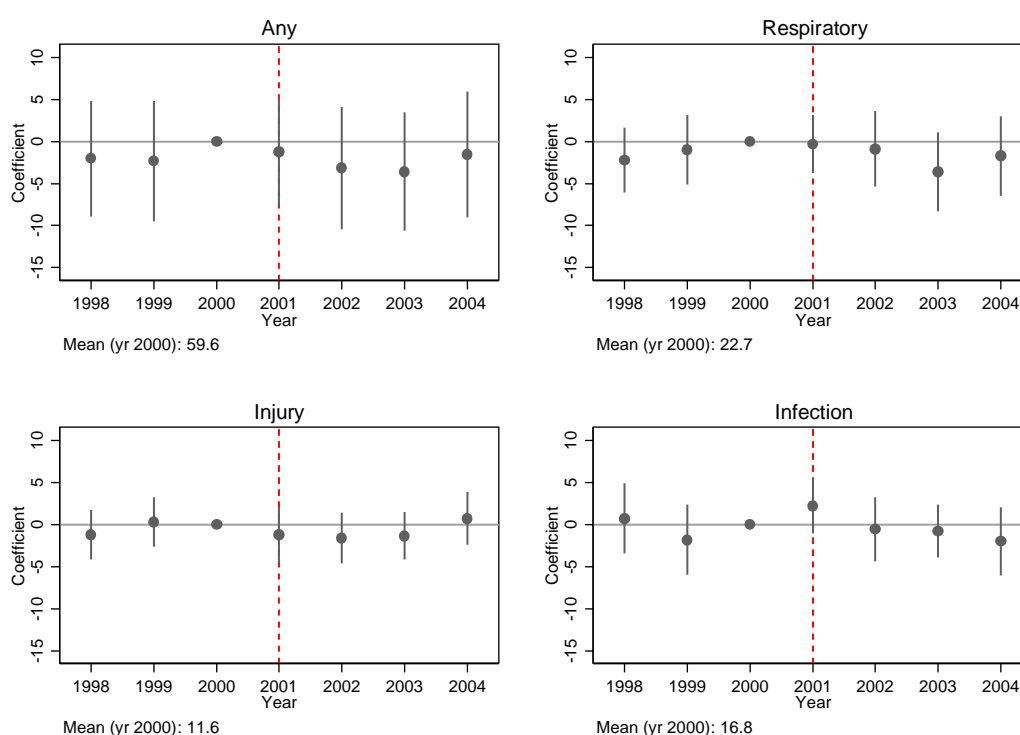 Any
Coefficient
10
5
0
-5
-10
-15
1998 1999 2000 2001 2002 2003 2004
Year
Mean (yr 2000): 59.6
Respiratory
Coefficient
10
5
0
-5
-10
-15
1998 1999 2000 2001 2002 2003 2004
Year
Mean (yr 2000): 22.7
Injury
Coefficient
10
5
0
-5
-10
-15
1998 1999 2000 2001 2002 2003 2004
Year
Mean (yr 2000): 11.6
Infection
Coefficient
10
5
0
-5
-10
-15
1998 1999 2000 2001 2002 2003 2004
Year
Mean (yr 2000): 16.8